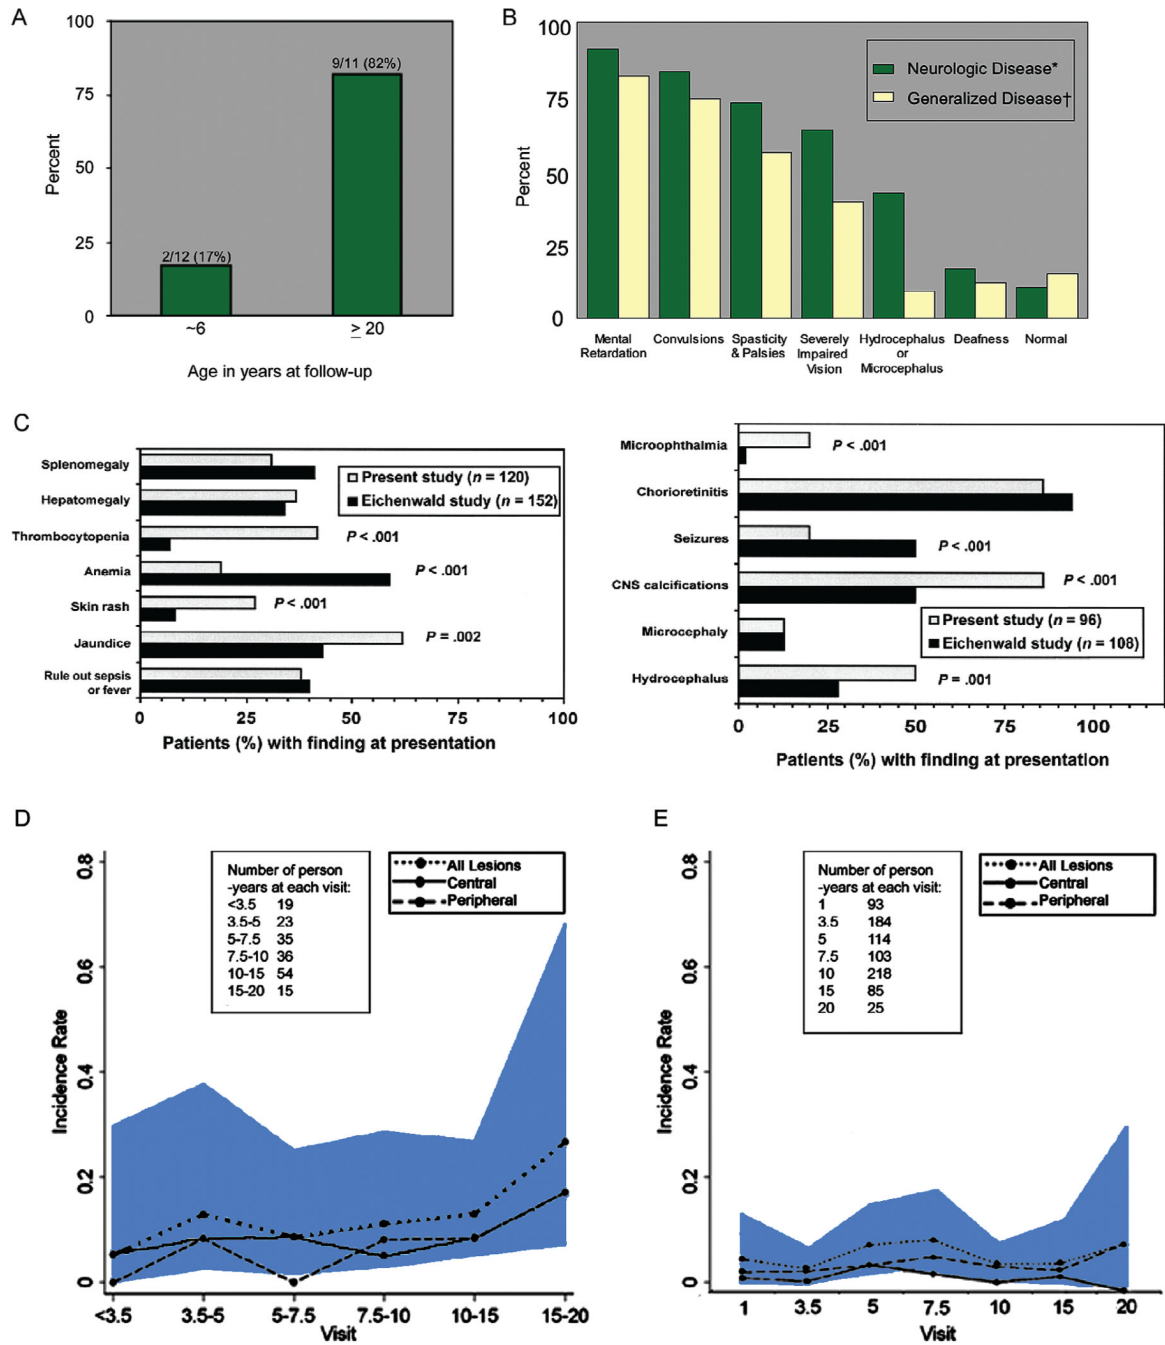 A
100
75
50
25
0
Percent
2/12 (17%)
9/11 (82%)
~6
≥ 20
Age in years at follow-up
B
100
75
50
25
0
Percent
Neurologic Disease*
Generalized Disease†
Mental
Retardation
Convulsions
Spasticity
& Palsies
Severely
Impaired
Vision
Hydrocephalus
or
Microcephalus
Deafness
Normal
C
Splenomegaly
Hepatomegaly
Thrombocytopenia
Anemia
Skin rash
Jaundice
Rule out sepsis
or fever
Present study (n = 120)
Eichenwald study (n = 152)
P < .001
P < .001
P < .001
P = .002
0 25 50 75 100
Patients (%) with finding at presentation
Microophthalmia
Chorioretinitis
Seizures
CNS calcifications
Microcephaly
Hydrocephalus
P < .001
P < .001
P < .001
Present study (n = 96)
Eichenwald study (n = 108)
P = .001
0 25 50 75 100
Patients (%) with finding at presentation
D
0.8
0.6
0.4
0.2
0
Incidence Rate
Number of person
-years at each visit:
<3.5 19
3.5-5 23
5-7.5 35
7.5-10 36
10-15 54
15-20 15
All Lesions
Central
Peripheral
<3.5 3.5-5 5-7.5 7.5-10 10-15 15-20
Visit
E
0.8
0.6
0.4
0.2
0
Incidence Rate
Number of person
-years at each visit:
1 93
3.5 184
5 114
7.5 103
10 218
15 85
20 25
All Lesions
Central
Peripheral
1 3.5 5 7.5 10 15 20
Visit